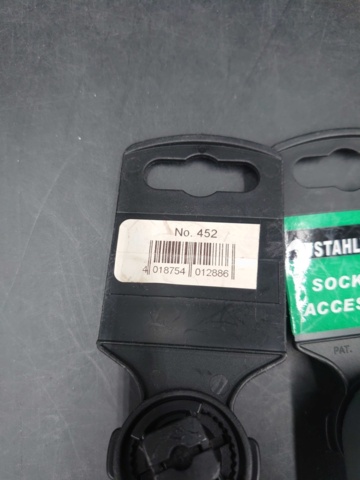 No. 452
4 018754 012886
STAHL
SOCK
ACCES
PAT.